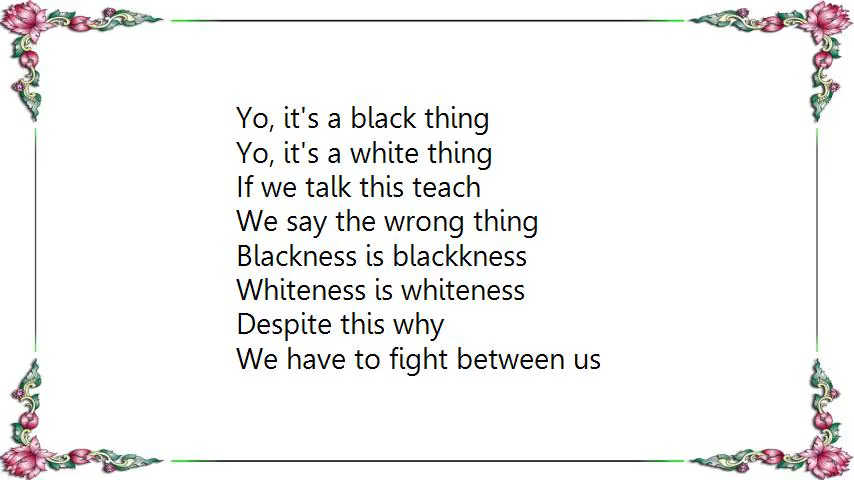 Yo, it's a black thing
Yo, it's a white thing
If we talk this teach
We say the wrong thing
Blackness is blackkness
Whiteness is whiteness
Despite this why
We have to fight between us